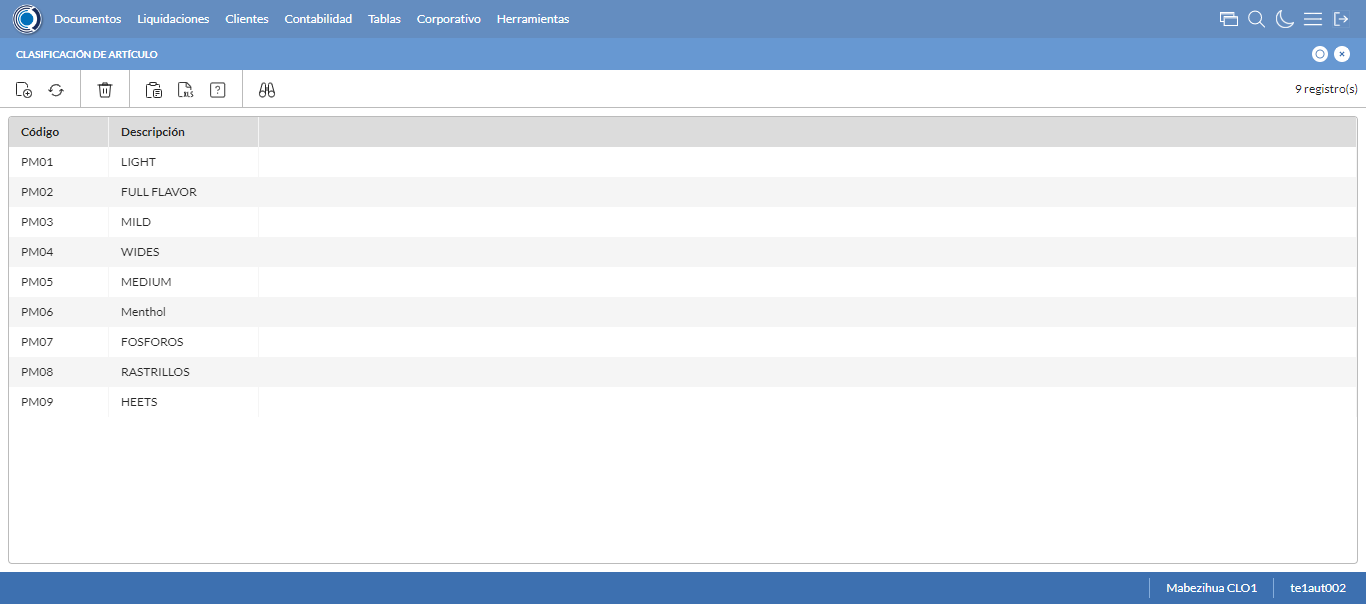 Documentos Liquidaciones Clientes Contabilidad Tablas Corporativo Herramientas
CLASIFICACIÓN DE ARTÍCULO
XLS ? 9 registro(s)
Código Descripción
PM01 LIGHT
PM02 FULL FLAVOR
PM03 MILD
PM04 WIDES
PM05 MEDIUM
PM06 Menthol
PM07 FOSFOROS
PM08 RASTRILLOS
PM09 HEETS
Mabezihua CLO1 te1aut002